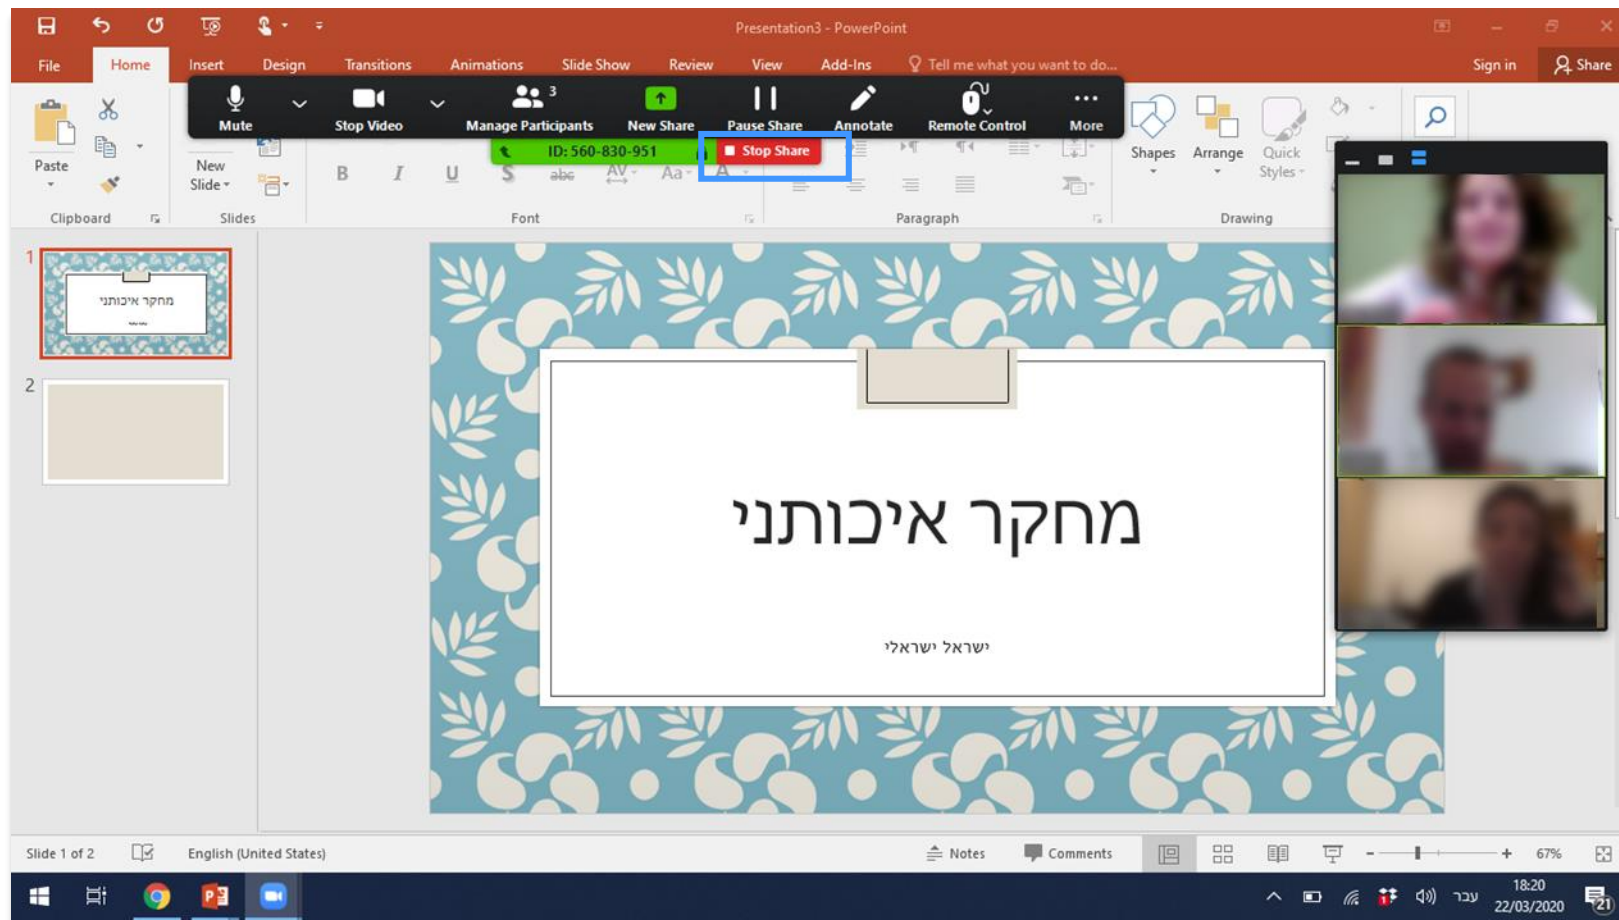 Presentation3 - PowerPoint
File Home Insert Design Transitions Animations Slide Show Review View Add-Ins Tell me what you want to do... Sign in Share
Mute Stop Video Manage Participants 3 New Share Pause Share Annotate Remote Control More
ID: 560-830-951 Stop Share
Paste New Slide Shapes Arrange Quick Styles
B I U S abc AV Aa A
Clipboard Slides Font Paragraph Drawing
1
מחקר איכותני
2
מחקר איכותני
ישראל ישראלי
Slide 1 of 2 English (United States) Notes Comments - + 67%
עבר 18:20
22/03/2020 21